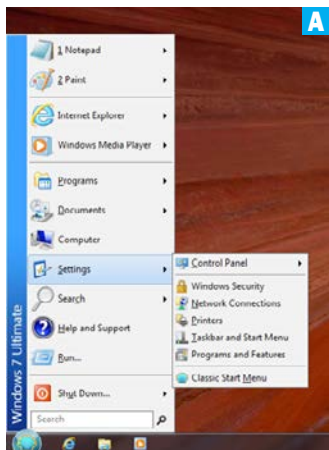 A
1 Notepad
2 Paint
Internet Explorer
Windows Media Player
Programs
Documents
Computer
Settings
Search
Help and Support
Run...
Shut Down...
Search
Windows 7 Ultimate
Control Panel
Windows Security
Network Connections
Printers
Taskbar and Start Menu
Programs and Features
Classic Start Menu